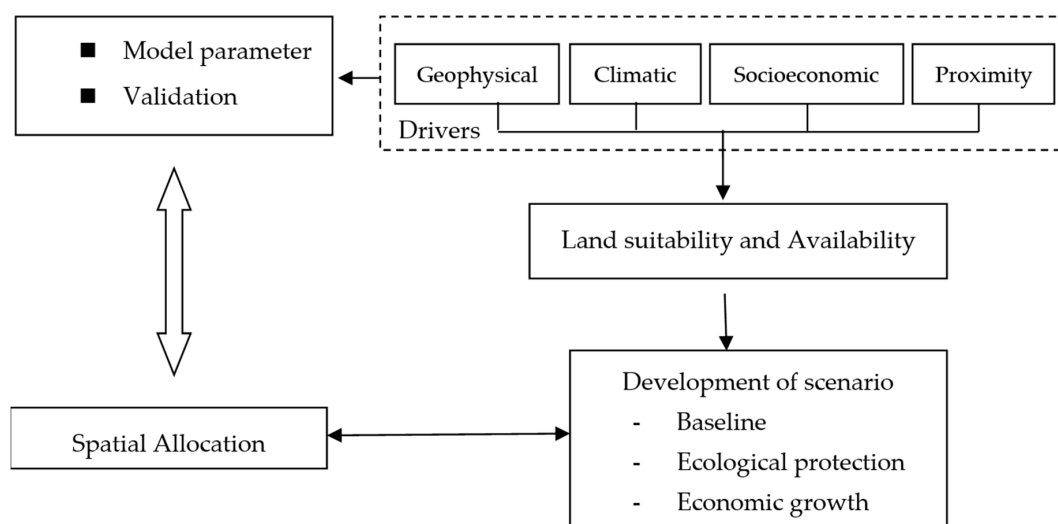 ■ Model parameter
■ Validation
Geophysical
Climatic
Socioeconomic
Proximity
Drivers
Land suitability and Availability
Development of scenario
- Baseline
- Ecological protection
- Economic growth
Spatial Allocation